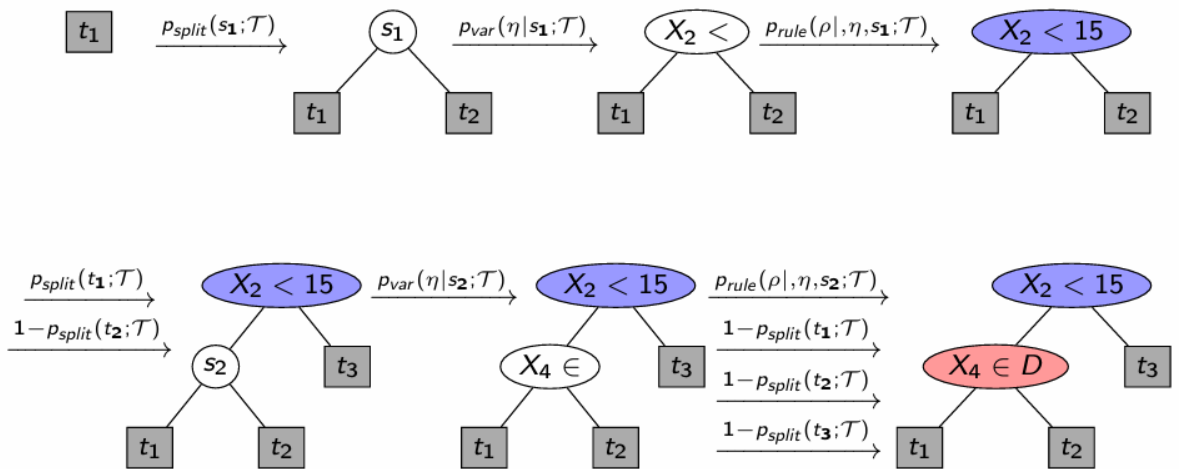 t₁ p_split(s₁;𝒯) s₁ p_var(η|s₁;𝒯) X₂ < p_rule(ρ|,η,s₁;𝒯) X₂ < 15
t₁ t₂ t₁ t₂ t₁ t₂
p_split(t₁;𝒯) X₂ < 15 p_var(η|s₂;𝒯) X₂ < 15 p_rule(ρ|,η,s₂;𝒯) X₂ < 15
1−p_split(t₂;𝒯) 1−p_split(t₁;𝒯)
s₂ t₃ X₄ ∈ t₃ X₄ ∈ D t₃
1−p_split(t₂;𝒯)
t₁ t₂ t₁ t₂ 1−p_split(t₃;𝒯) t₁ t₂